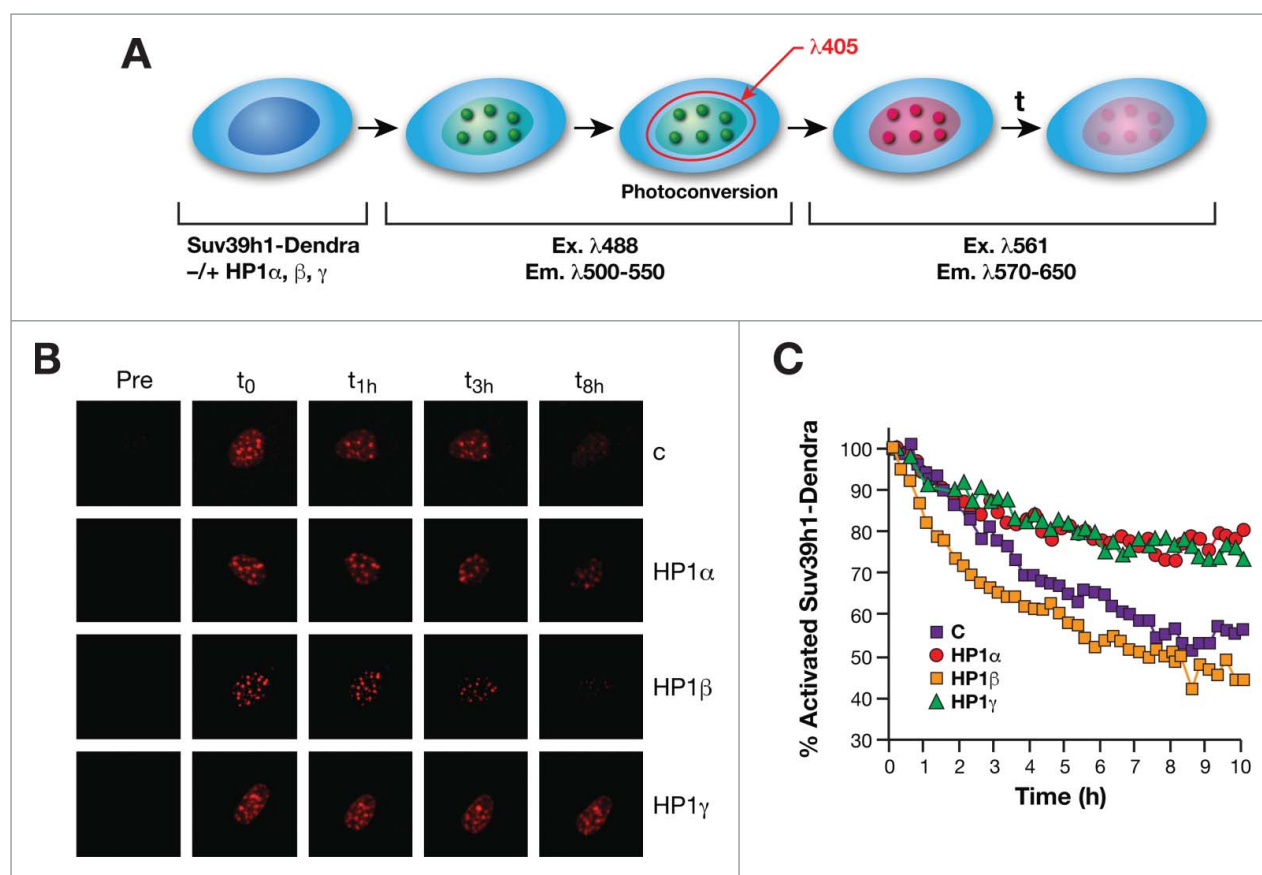 A
λ405
t
Photoconversion
Suv39h1-Dendra
–/+ HP1α, β, γ
Ex. λ488
Em. λ500-550
Ex. λ561
Em. λ570-650
B
Pre t₀ t₁ₕ t₃ₕ t₈ₕ
c
HP1α
HP1β
HP1γ
C
% Activated Suv39h1-Dendra
100
90
80
70
60
50
40
30
C
HP1α
HP1β
HP1γ
0 1 2 3 4 5 6 7 8 9 10
Time (h)